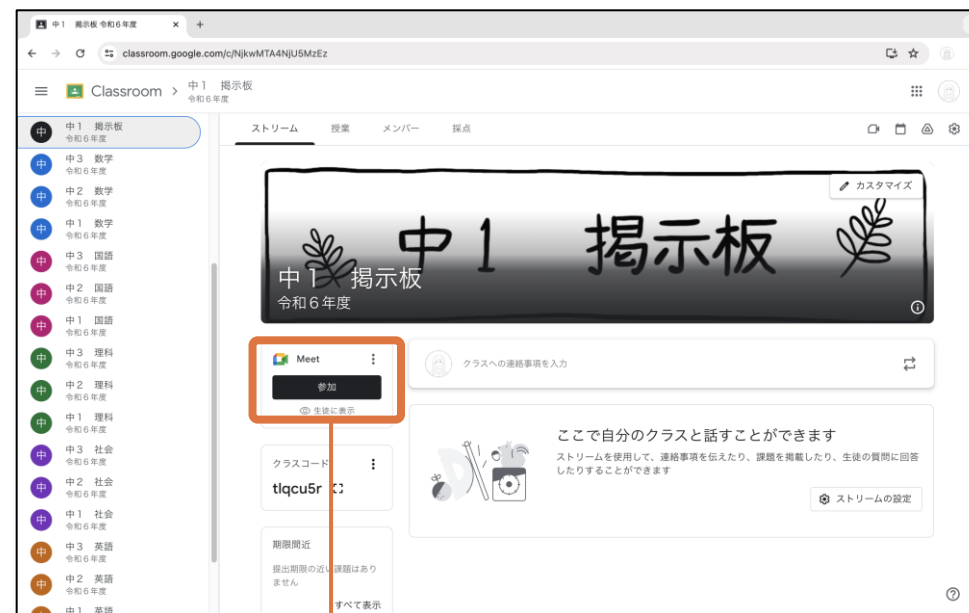 中1 掲示板 令和6年度
classroom.google.com/c/NjkwMTA4NjU5MzEz
Classroom
中1 掲示板
令和6年度
中 中1 掲示板
令和6年度
中 中3 数学
令和6年度
中 中2 数学
令和6年度
中 中1 数学
令和6年度
中 中3 国語
令和6年度
中 中2 国語
令和6年度
中 中1 国語
令和6年度
中 中3 理科
令和6年度
中 中2 理科
令和6年度
中 中1 理科
令和6年度
中 中3 社会
令和6年度
中 中2 社会
令和6年度
中 中1 社会
令和6年度
中 中3 英語
令和6年度
中 中2 英語
令和6年度
中1 英語
ストリーム 授業 メンバー 採点
カスタマイズ
中1 掲示板
中1 掲示板
令和6年度
Meet
参加
生徒に表示
クラスコード
tlqcu5r
期限間近
提出期限の近い課題はあり
ません
すべて表示
クラスへの連絡事項を入力
ここで自分のクラスと話すことができます
ストリームを使用して、連絡事項を伝えたり、課題を掲載したり、生徒の質問に回答
したりすることができます
ストリームの設定